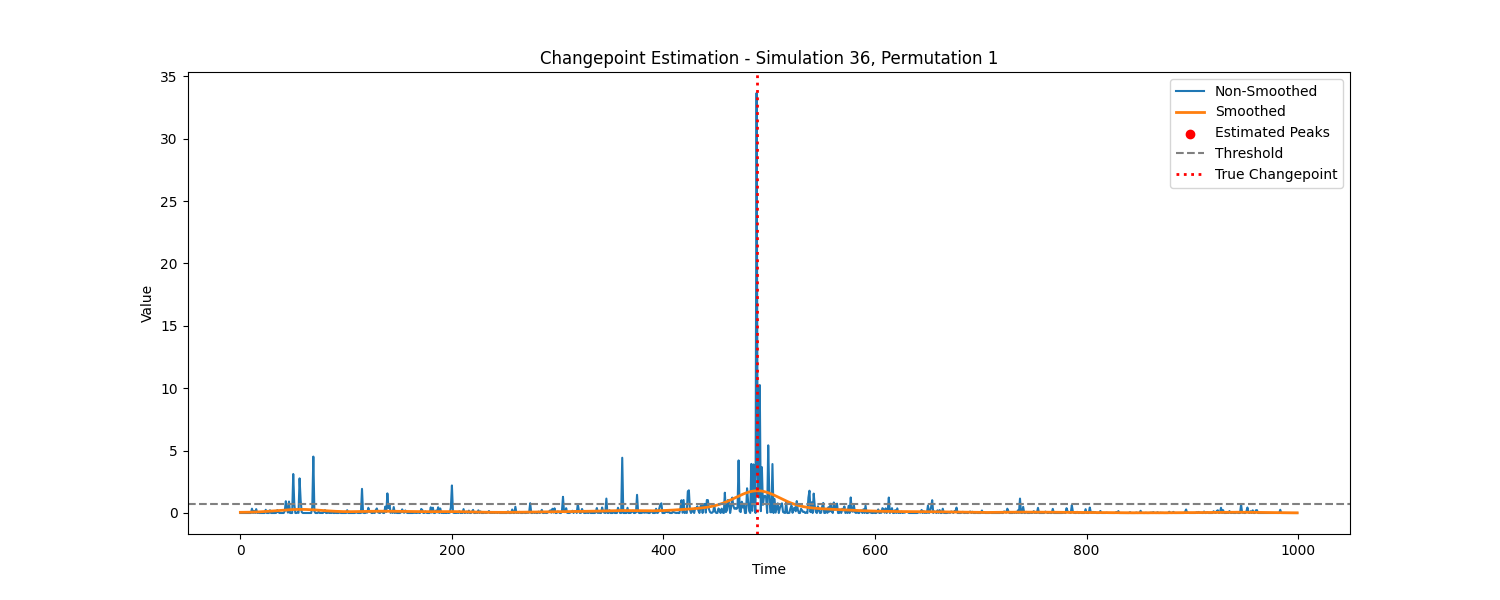 Changepoint Estimation - Simulation 36, Permutation 1
Value
35
30
25
20
15
10
5
0
Non-Smoothed
Smoothed
Estimated Peaks
Threshold
True Changepoint
0
200
400
600
800
1000
Time